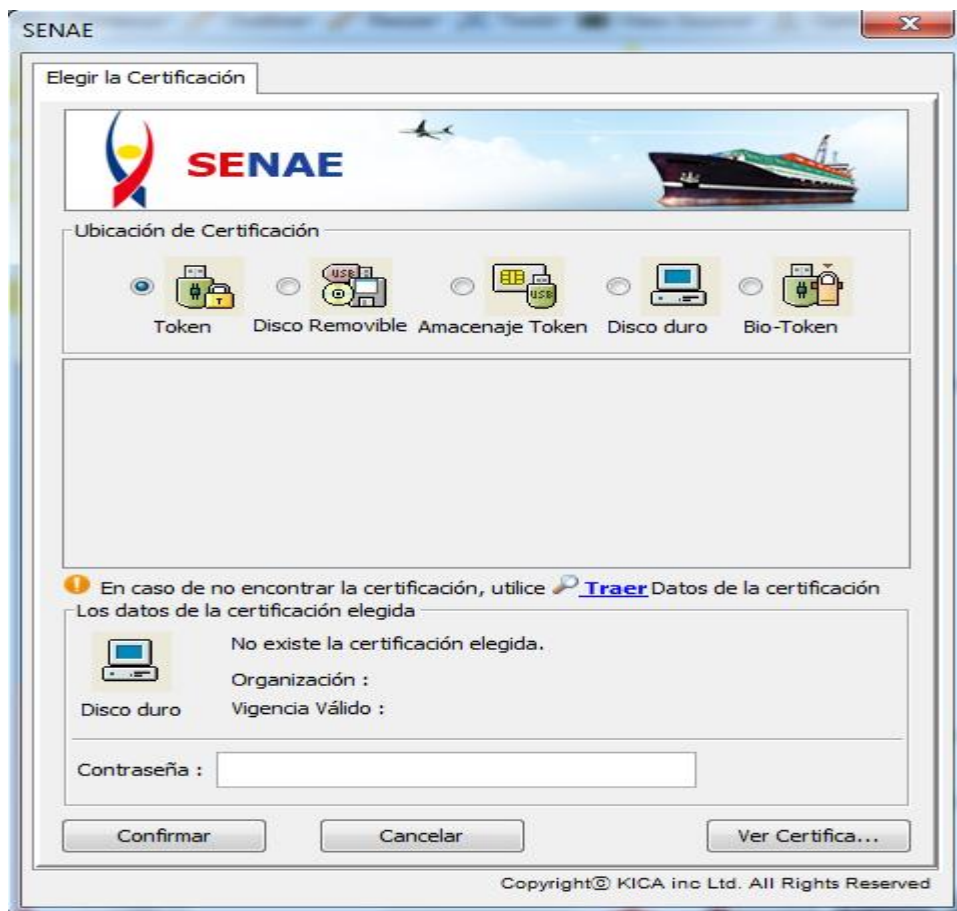 SENAE
Elegir la Certificación
SENAE
Ubicación de Certificación
Token
Disco Removible
Amacenaje Token
Disco duro
Bio-Token
En caso de no encontrar la certificación, utilice Traer Datos de la certificación
Los datos de la certificación elegida
No existe la certificación elegida.
Organización :
Disco duro
Vigencia Válido :
Contraseña :
Confirmar
Cancelar
Ver Certifica...
Copyrightⓒ KICA inc Ltd. All Rights Reserved